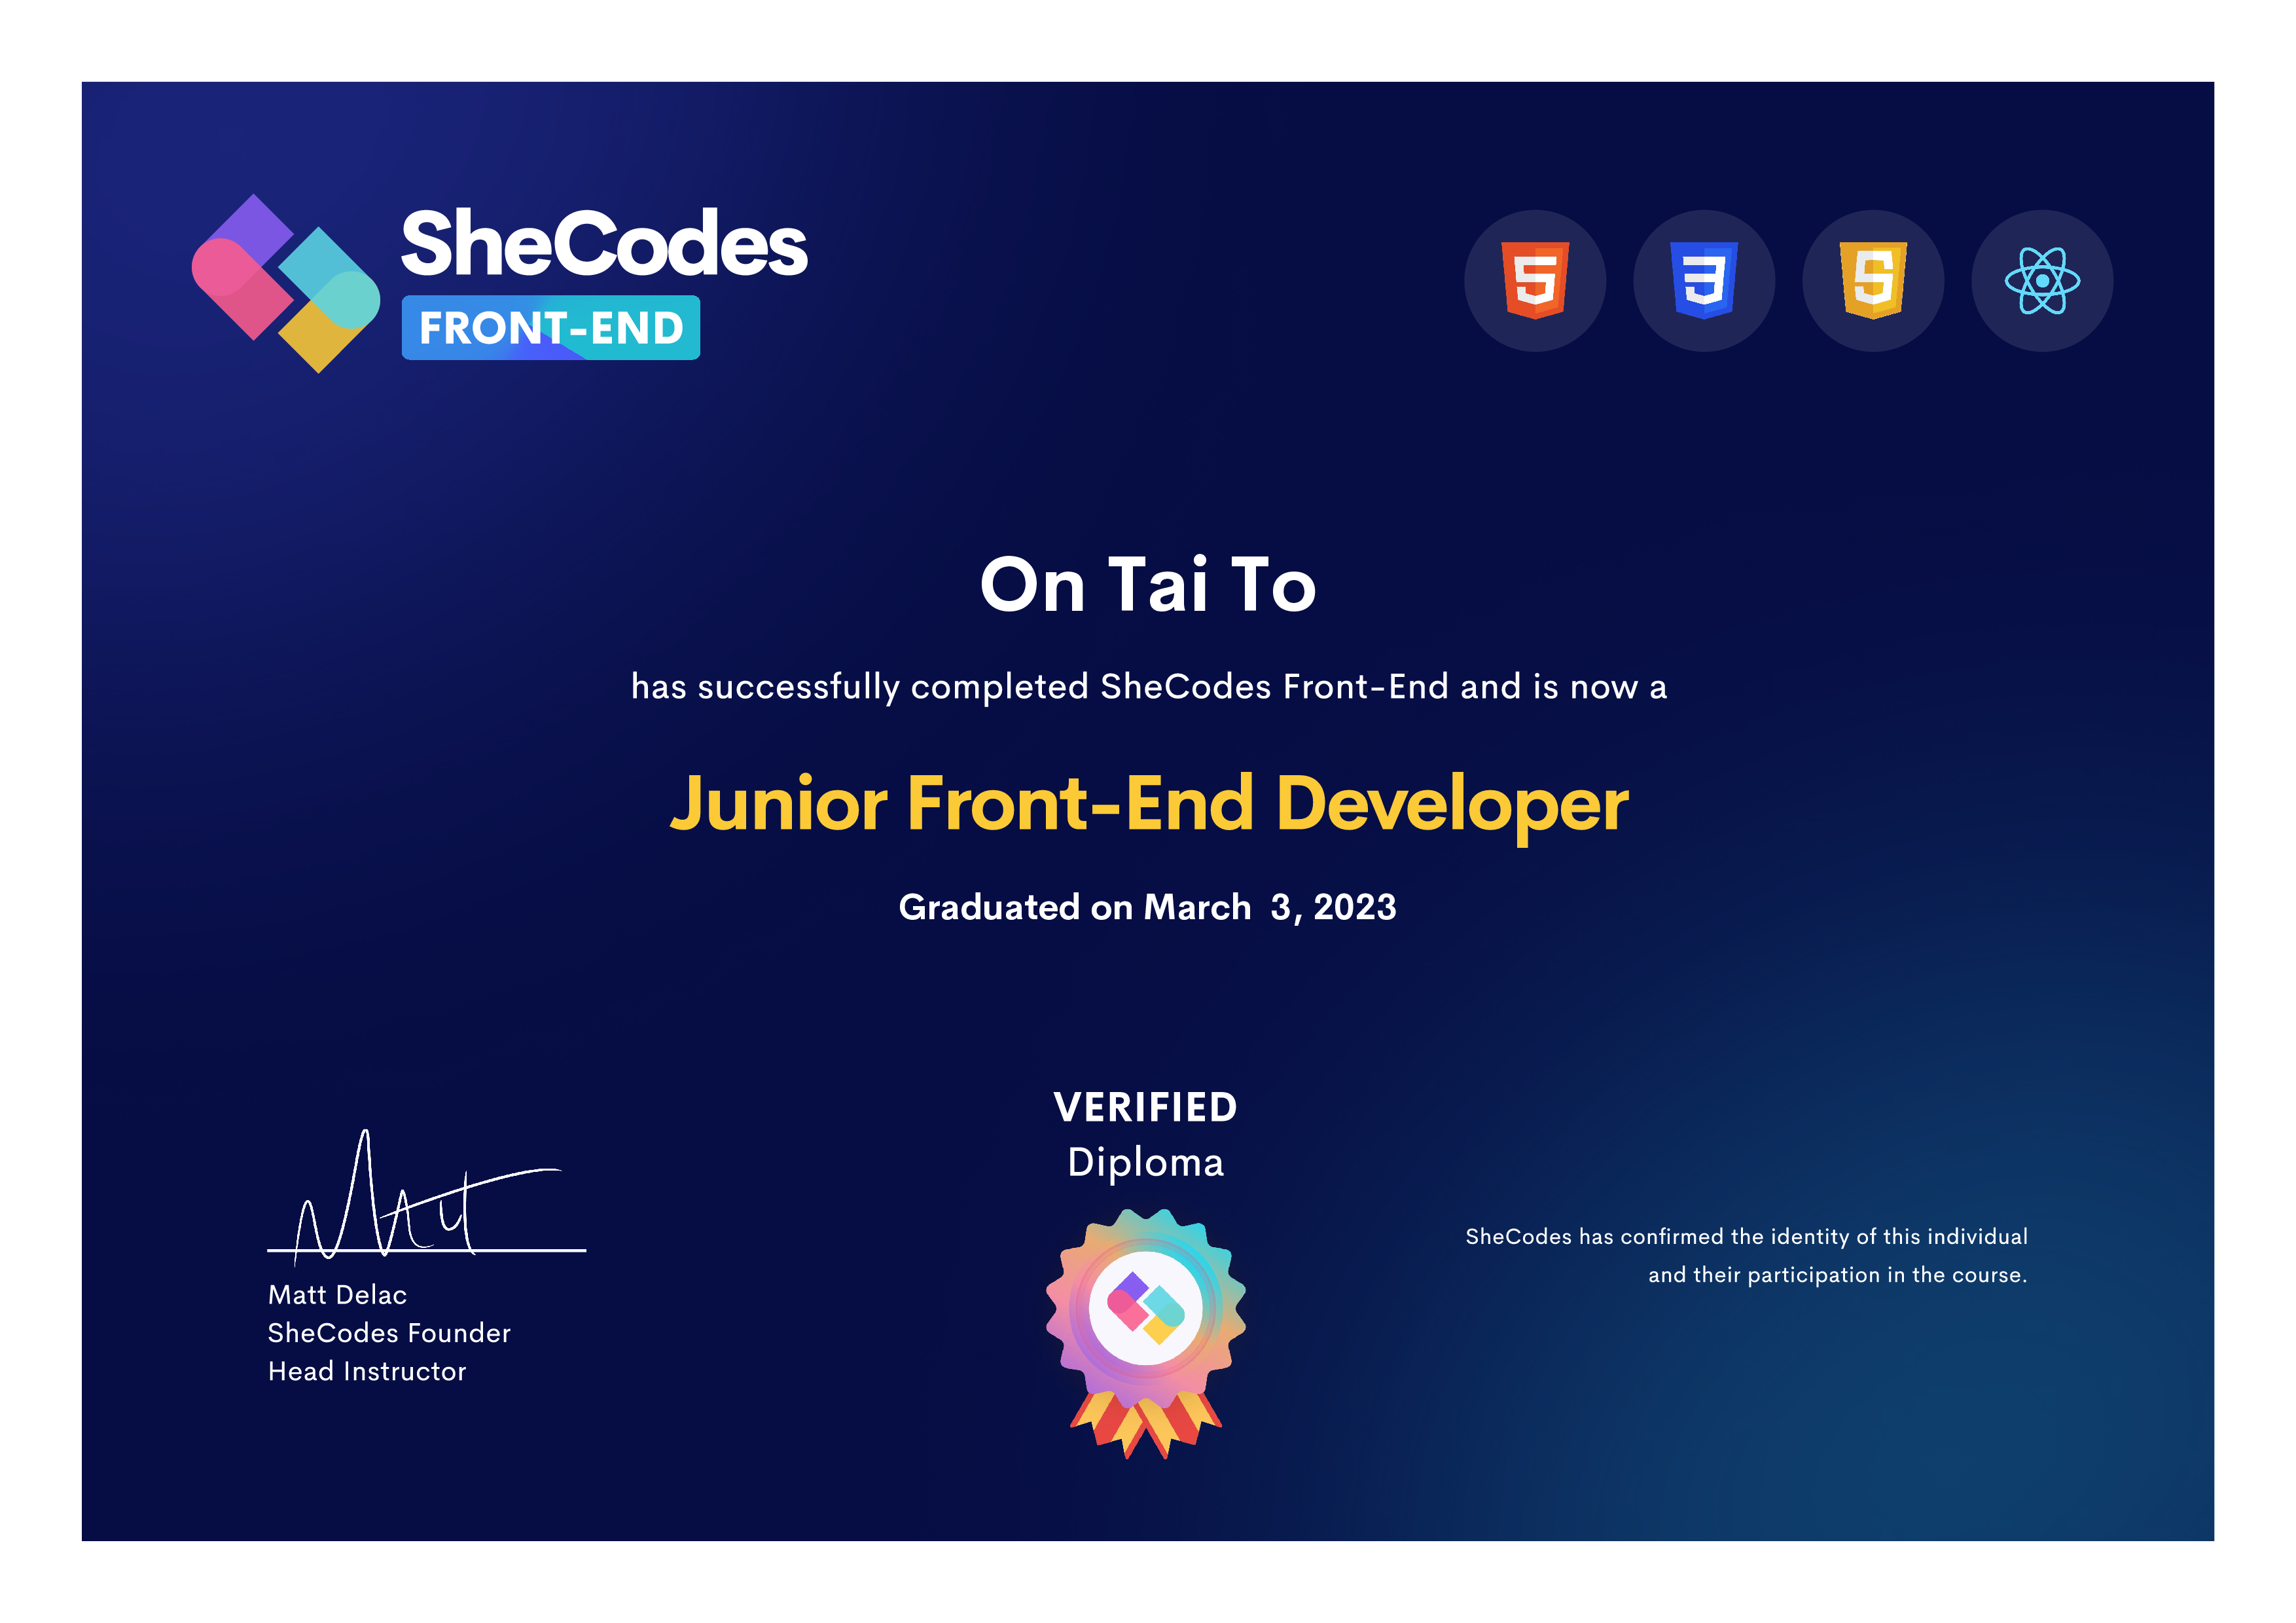 SheCodes
FRONT-END
On Tai To
has successfully completed SheCodes Front-End and is now a
Junior Front-End Developer
Graduated on March  3, 2023
VERIFIED
Diploma
Matt Delac
SheCodes Founder
Head Instructor
SheCodes has confirmed the identity of this individual
and their participation in the course.